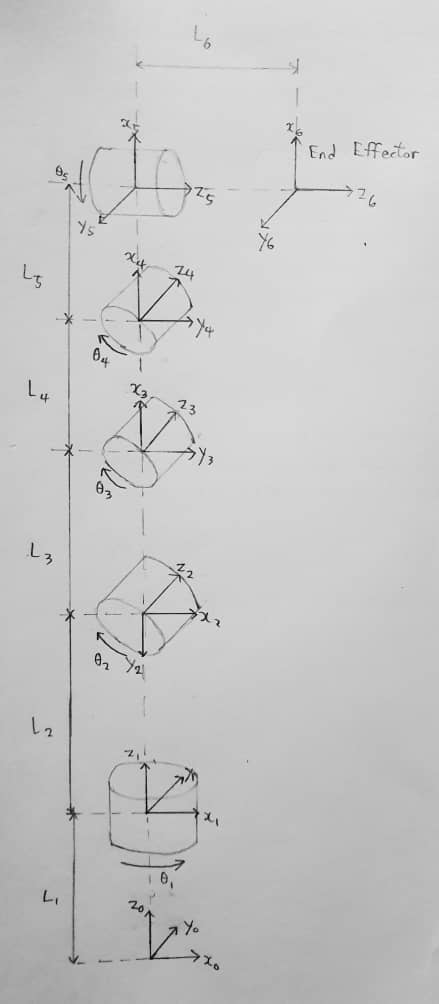 L6
x5
x6
End Effector
θ5
z5
z6
y5
y6
L5
x4
z4
y4
θ4
L4
x3
z3
y3
θ3
L3
z2
x2
θ2
y2
L2
z1
y1
x1
θ1
L1
z0
y0
x0